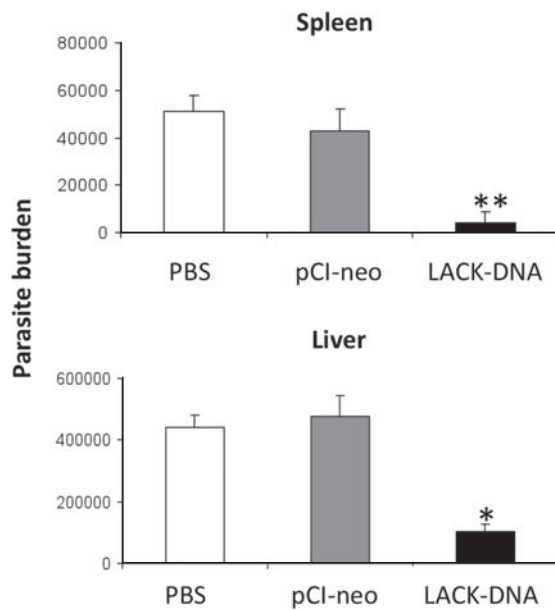 Spleen
80000
60000
40000
20000
0
**
PBS pCI-neo LACK-DNA
Parasite burden
Liver
600000
400000
200000
0
*
PBS pCI-neo LACK-DNA